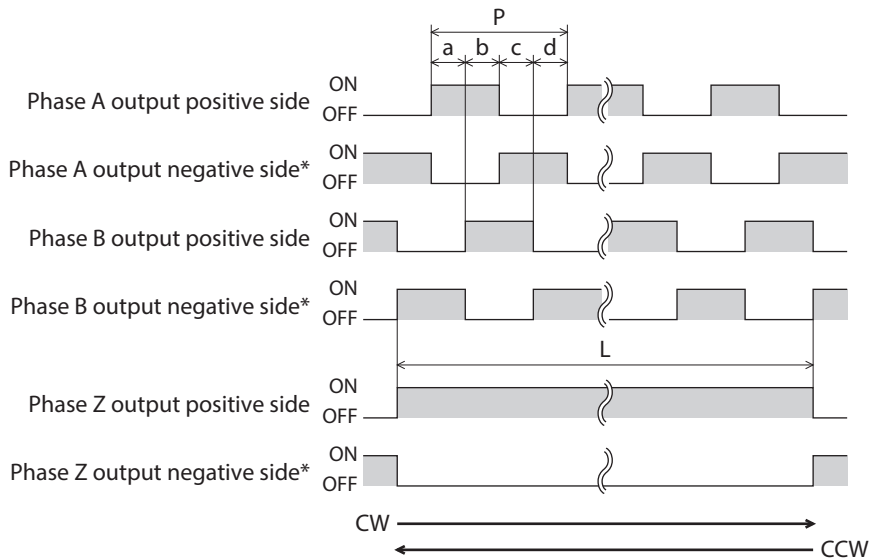 P
a b c d
Phase A output positive side ON
OFF
Phase A output negative side* ON
OFF
Phase B output positive side ON
OFF
Phase B output negative side* ON
OFF
L
Phase Z output positive side ON
OFF
Phase Z output negative side* ON
OFF
CW
CCW